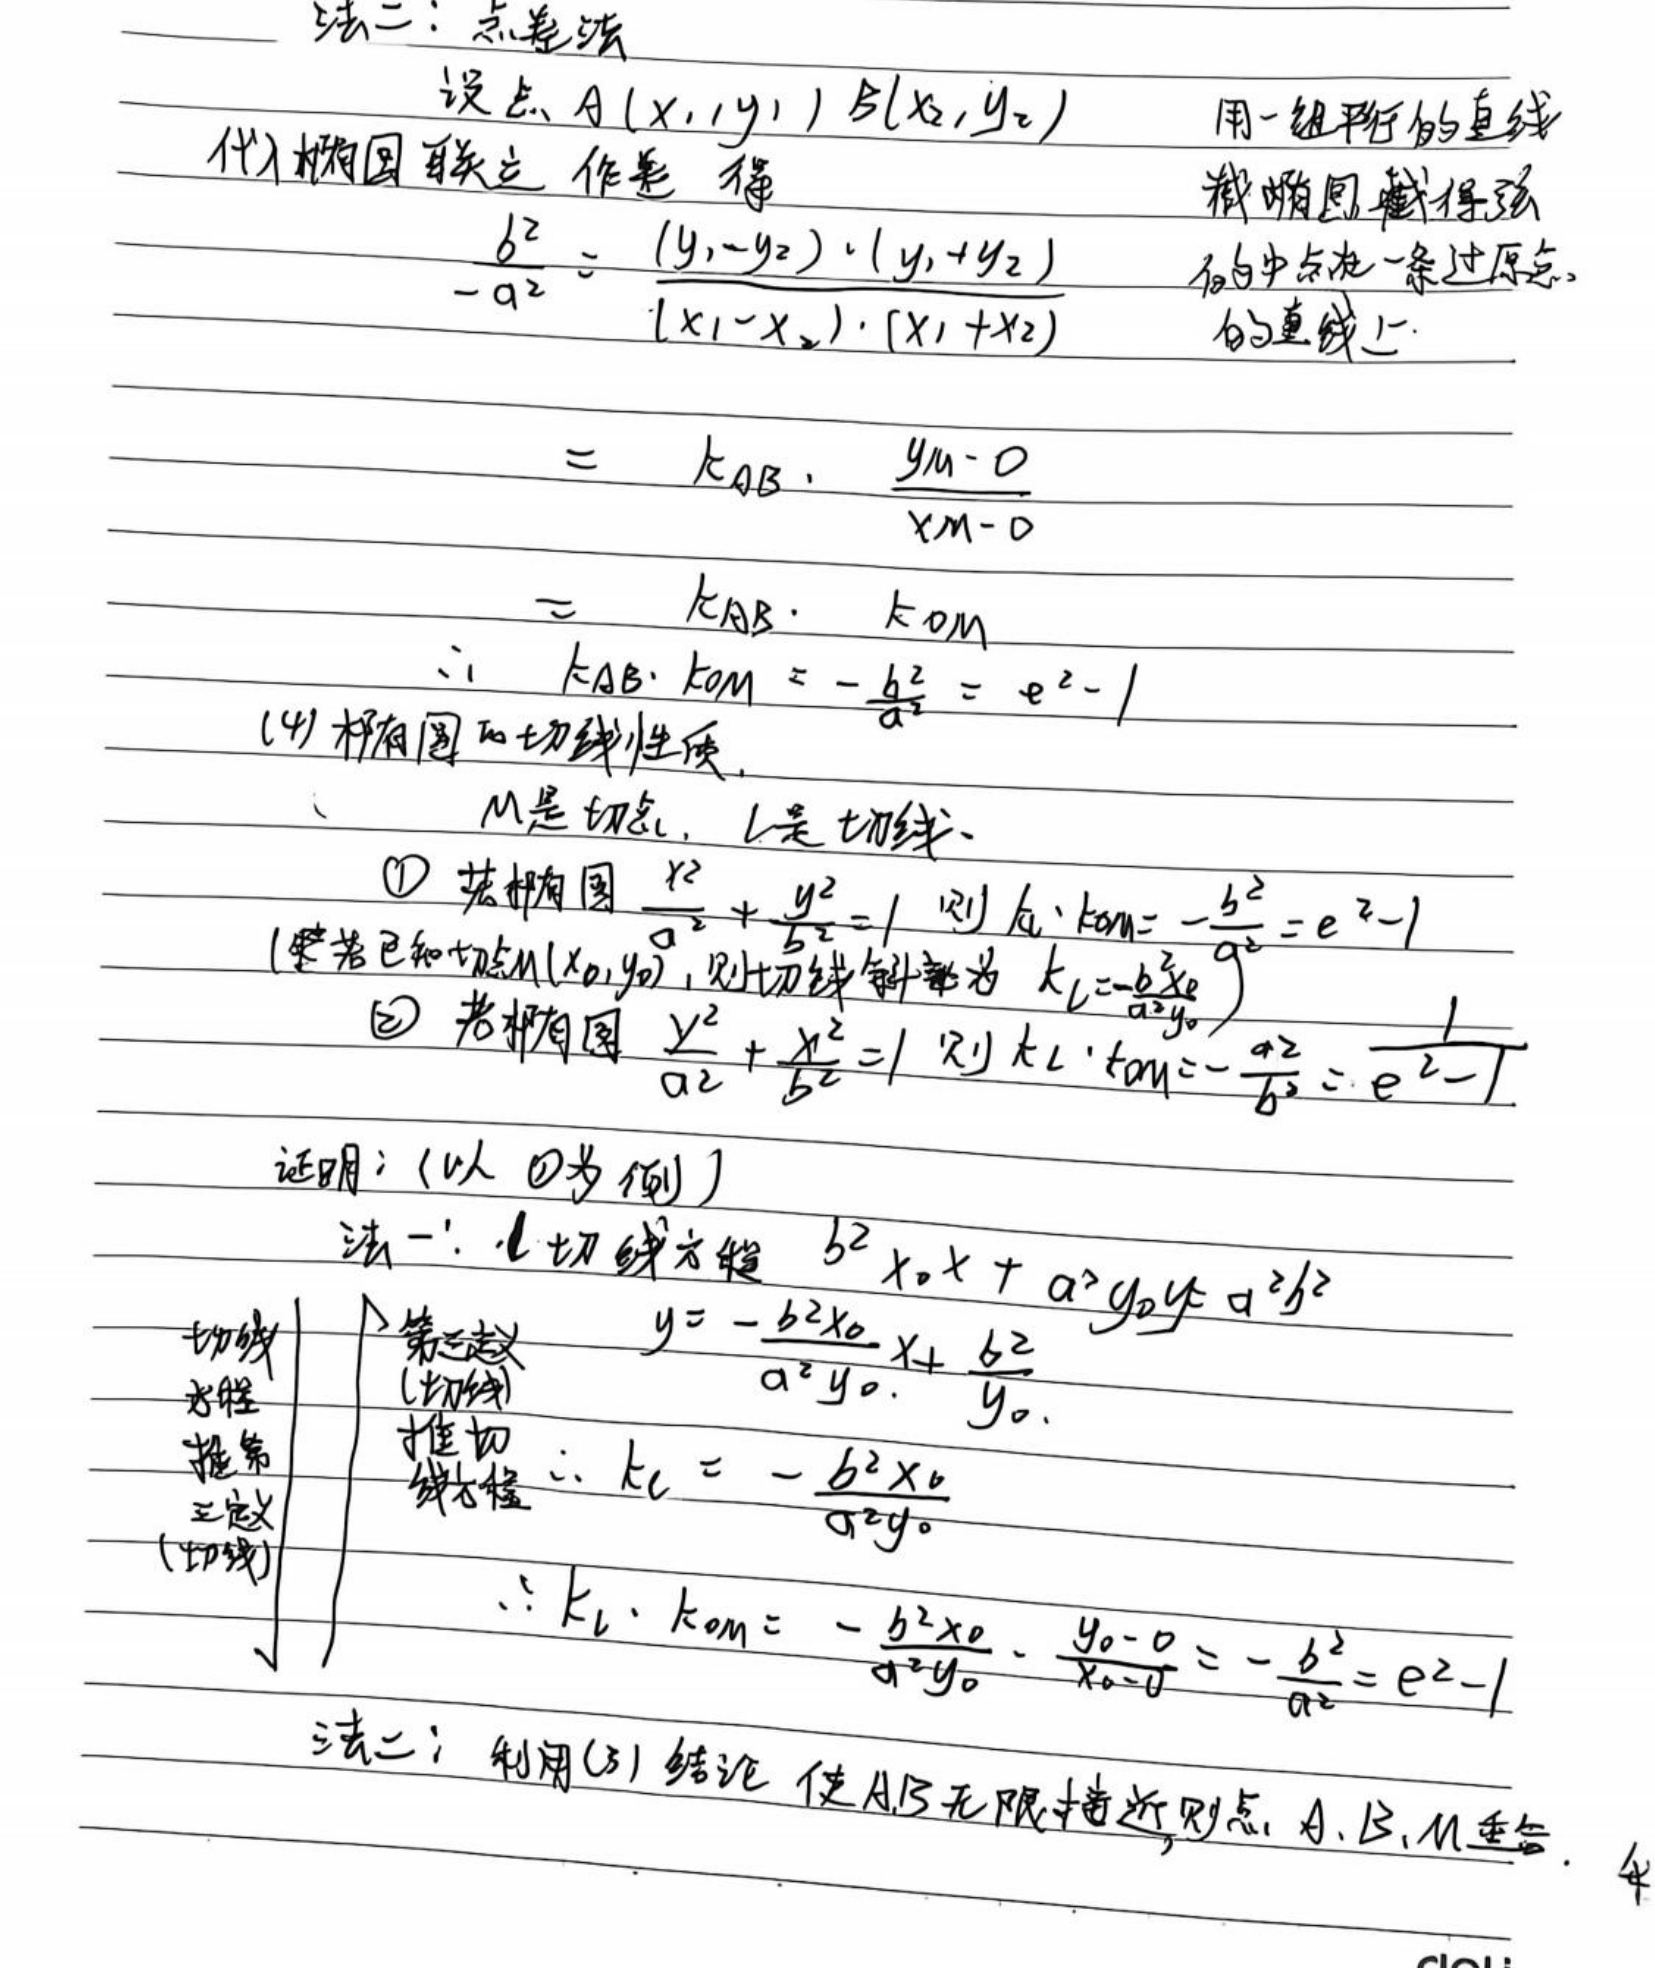 法二：点差法
设点 A(x₁,y₁) B(x₂,y₂)
代入椭圆联立 作差 得
b²/-a² = (y₁-y₂)·(y₁+y₂)/(x₁-x₂)·(x₁+x₂)
用一组平行的直线
截椭圆 截得弦
的中点在一条过原点
的直线上.
= k_AB · (y_M-0)/(x_M-0)
= k_AB · k_OM
∴ k_AB · k_OM = -b²/a² = e²-1
(4) 椭圆的切线性质.
M是切点, l是切线.
① 若椭圆 x²/a² + y²/b² = 1 则 k_l · k_OM = -b²/a² = e²-1
(若已知切点M(x₀,y₀), 则切线斜率为 k_l = -b²x₀/a²y₀)
② 若椭圆 y²/a² + x²/b² = 1 则 k_l · k_OM = -a²/b² = 1/(e²-1)
证明: (以①为例)
法一: l切线方程 b²x₀x + a²y₀y = a²b²
y = -b²x₀/a²y₀ x + b²/y₀.
切线
方程
推第
三定义
(切线)
第三定义
(切线)
推切
线方程
∴ k_l = -b²x₀/a²y₀
∴ k_l · k_OM = -b²x₀/a²y₀ · (y₀-0)/(x₀-0) = -b²/a² = e²-1
法二: 利用(3)结论 使A.B无限接近, 则点 A、B、M重合.
deli